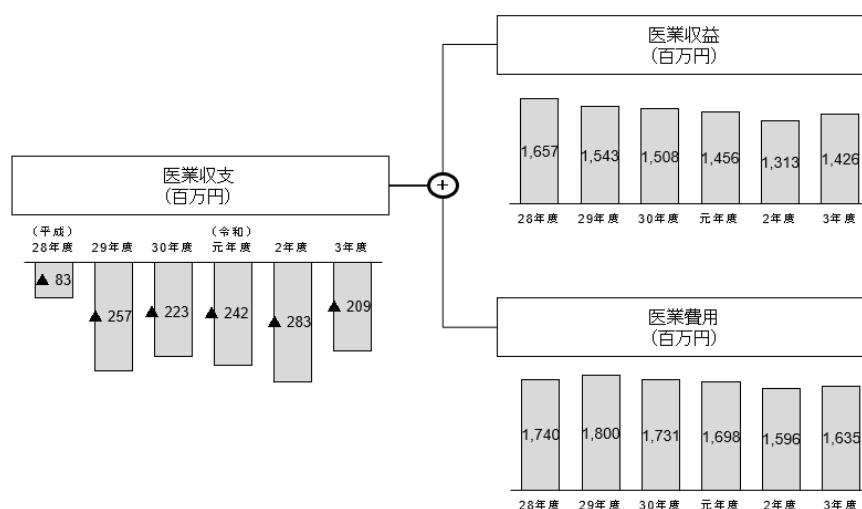 医業収益
(百万円)
1,657 1,543 1,508 1,456 1,313 1,426
28年度 29年度 30年度 元年度 2年度 3年度
医業収支
(百万円)
+
(平成) (令和)
28年度 29年度 30年度 元年度 2年度 3年度
▲ 83 ▲ 257 ▲ 223 ▲ 242 ▲ 283 ▲ 209
医業費用
(百万円)
1,740 1,800 1,731 1,698 1,596 1,635
28年度 29年度 30年度 元年度 2年度 3年度